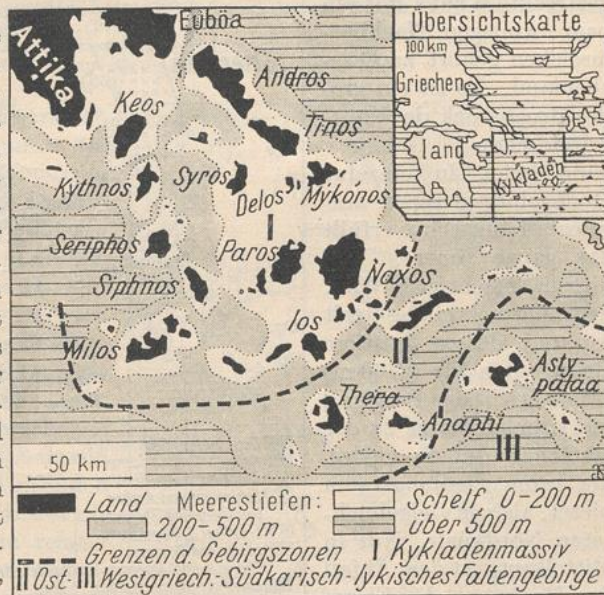 Euböa
Attika
Keos
Andros
Tinos
Kythnos
Syros
Delos
Mykonos
I
Seriphos
Paros
Naxos
Siphnos
Ios
Milos
II
Thera
Anaphi
Asty-
paläa
III
50 km
Übersichtskarte
100 km
Griechen
land
Kykladen
Land Meerestiefen: Schelf 0-200 m
200-500 m über 500 m
Grenzen d. Gebirgszonen I Kykladenmassiv
II Ost- III Westgriech.-Südkarisch-lykisches Faltengebirge